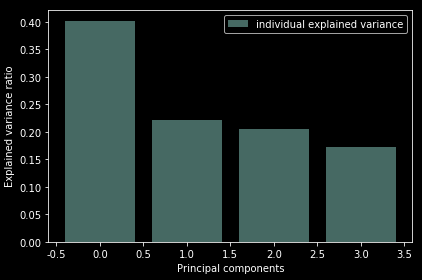 individual explained variance
Explained variance ratio
0.40
0.35
0.30
0.25
0.20
0.15
0.10
0.05
0.00
-0.5 0.0 0.5 1.0 1.5 2.0 2.5 3.0 3.5
Principal components